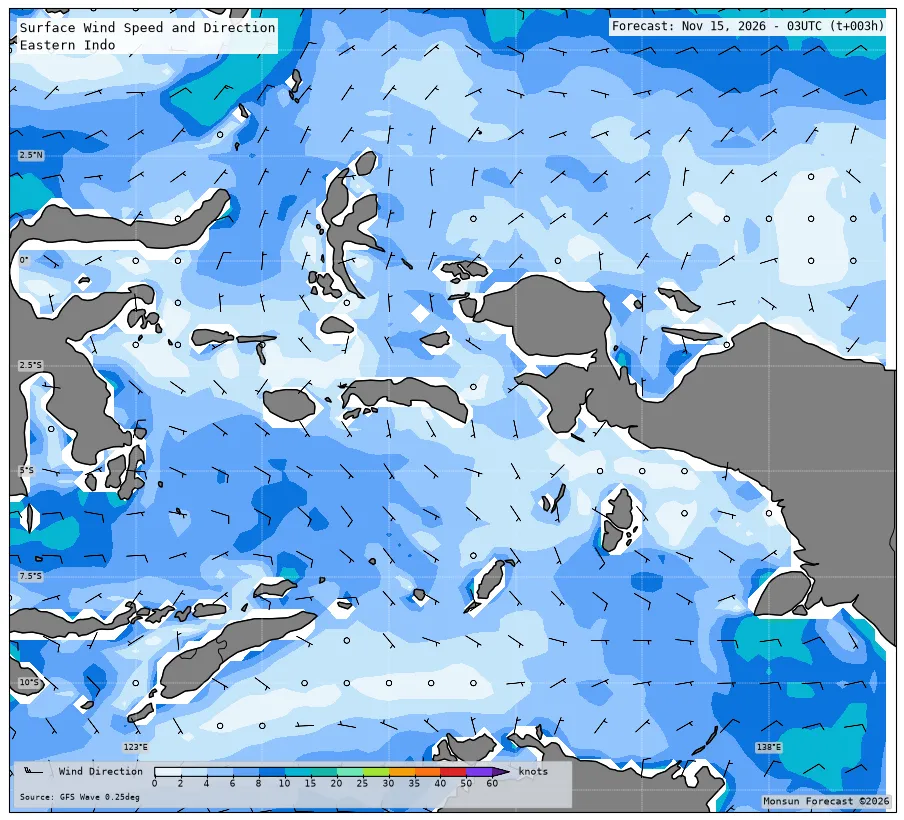 Surface Wind Speed and Direction
Eastern Indo
Forecast: Nov 15, 2026 - 03UTC (t+003h)
2.5°N
0°
2.5°S
5°S
7.5°S
10°S
123°E
138°E
Wind Direction
knots
0 2 4 6 8 10 15 20 25 30 40 50 60
Source: GFS Wave 0.25deg
Monsun Forecast ©2026